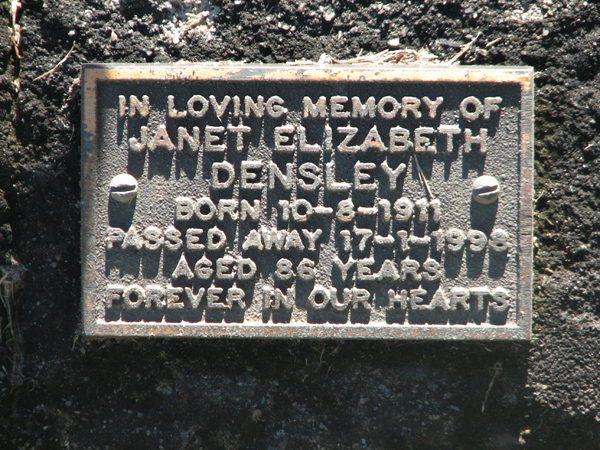 IN LOVING MEMORY OF
JANET ELIZABETH
DENSLEY
BORN 10-8-1911
PASSED AWAY 17-1-1998
AGED 86 YEARS
FOREVER IN OUR HEARTS